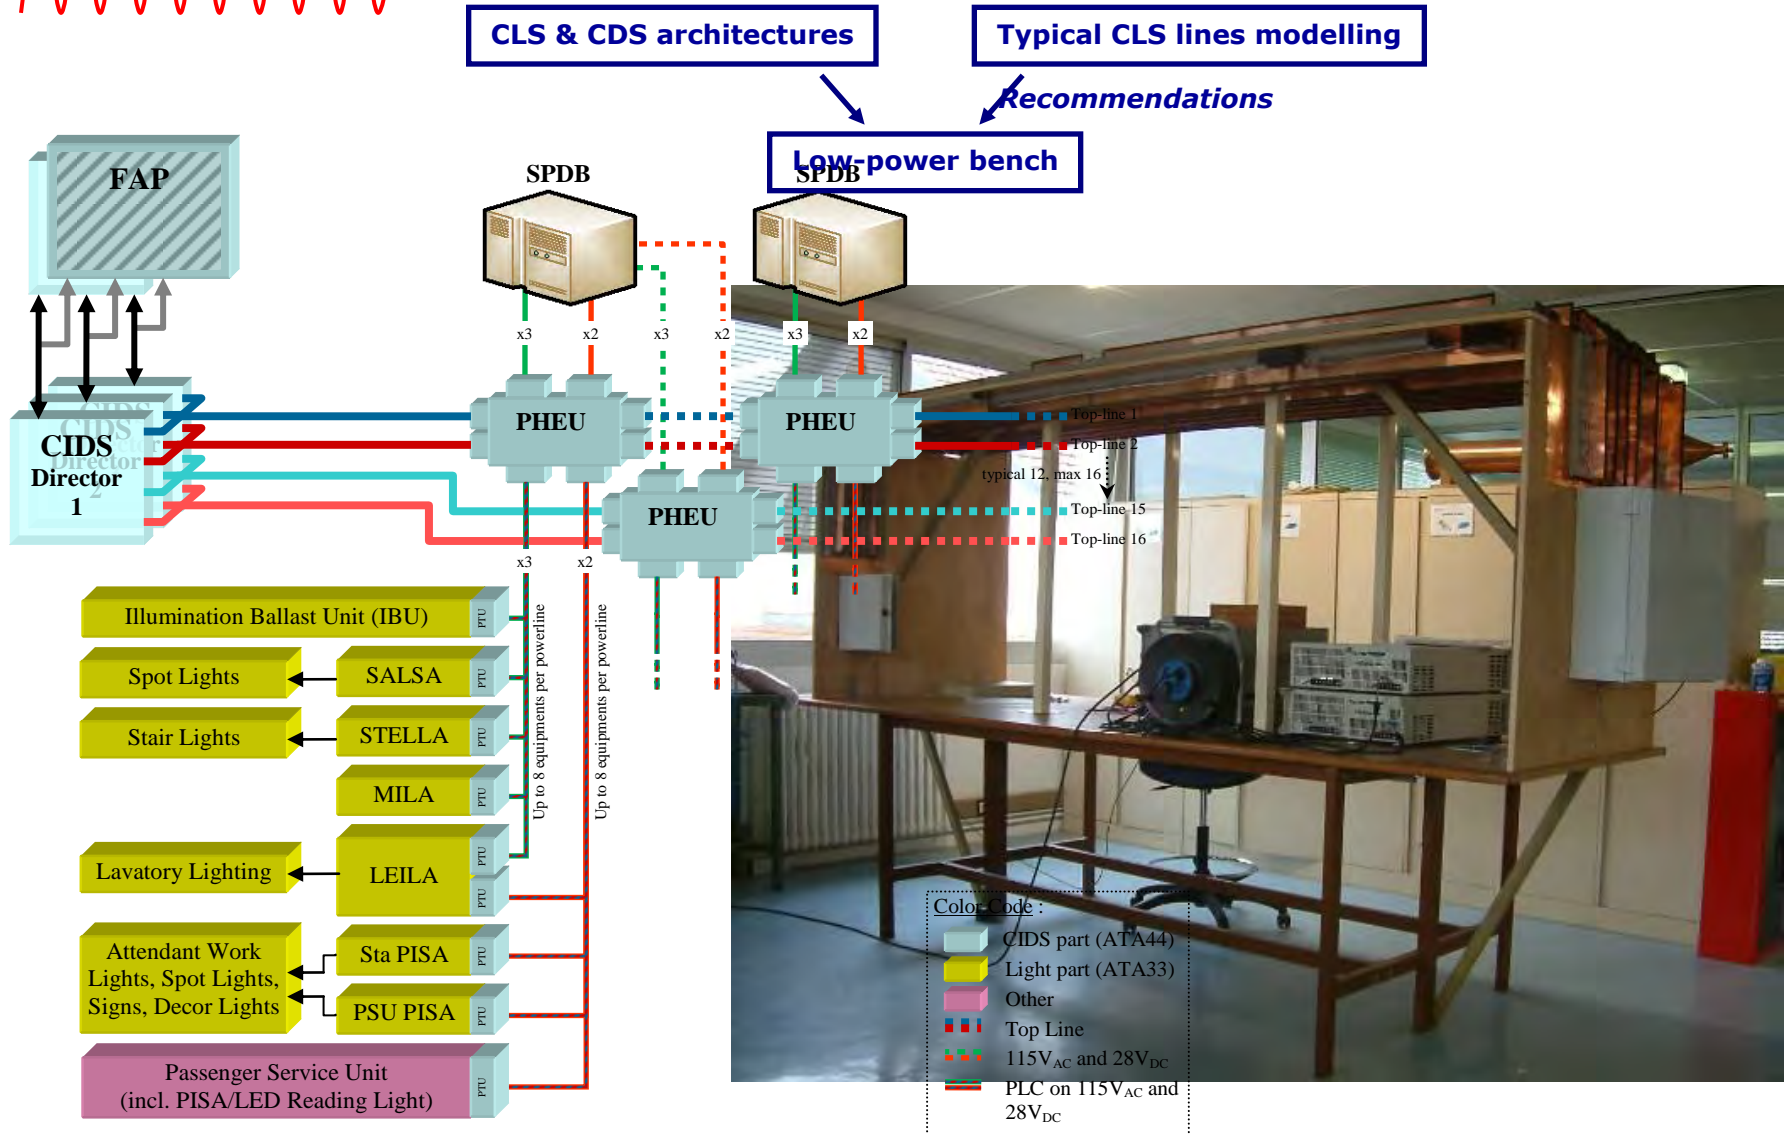 CLS & CDS architectures
Typical CLS lines modelling
Recommendations
Low-power bench
FAP
SPDB
SPDB
x3
x2
x3
x2
x3
x2
CIDS
Director
1
CIDS
Director
2
PHEU
PHEU
PHEU
Top-line 1
Top-line 2
typical 12, max 16
Top-line 15
Top-line 16
x3
x2
Illumination Ballast Unit (IBU)
PTU
Spot Lights
SALSA
PTU
Stair Lights
STELLA
PTU
MILA
PTU
Lavatory Lighting
LEILA
PTU
PTU
Attendant Work
Lights, Spot Lights,
Signs, Decor Lights
Sta PISA
PTU
PSU PISA
PTU
Passenger Service Unit
(incl. PISA/LED Reading Light)
PTU
Up to 8 equipments per powerline
Up to 8 equipments per powerline
Color Code :
CIDS part (ATA44)
Light part (ATA33)
Other
Top Line
115VAC and 28VDC
PLC on 115VAC and
28VDC